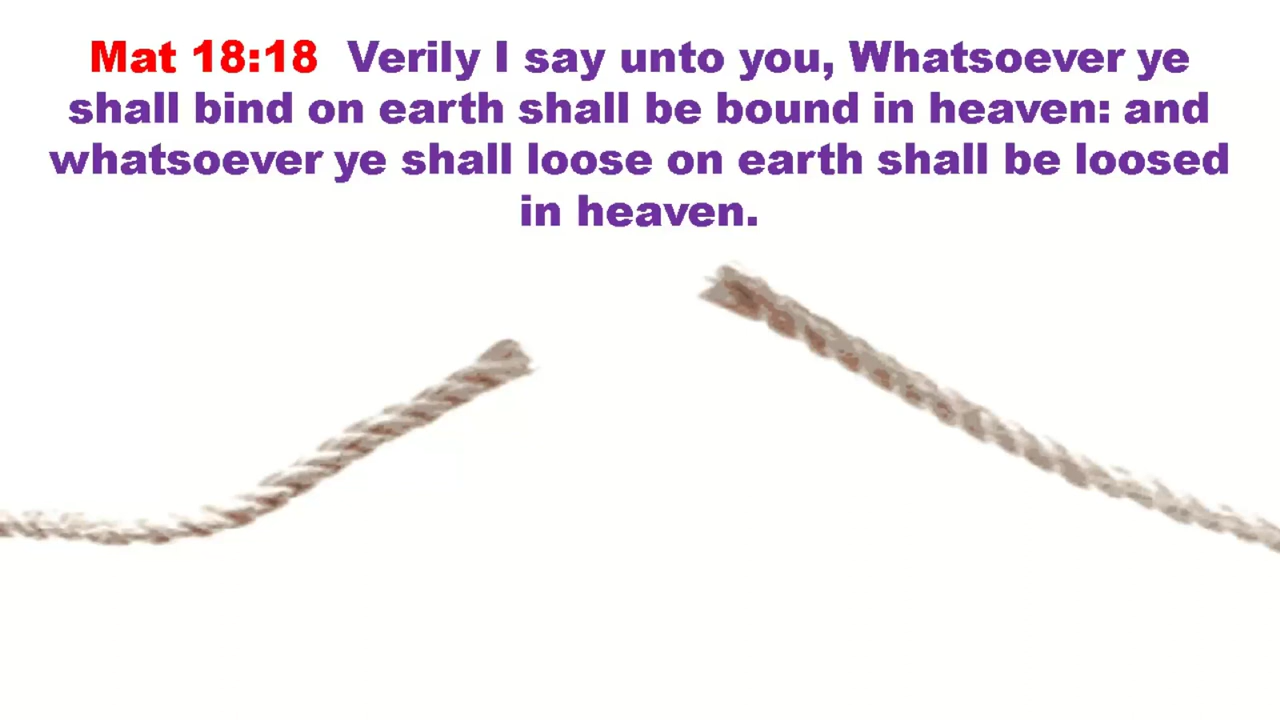 Mat 18:18  Verily I say unto you, Whatsoever ye
shall bind on earth shall be bound in heaven: and
whatsoever ye shall loose on earth shall be loosed
in heaven.